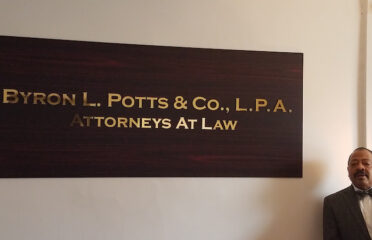 BYRON L. POTTS & CO., L.P.A.
ATTORNEYS AT LAW